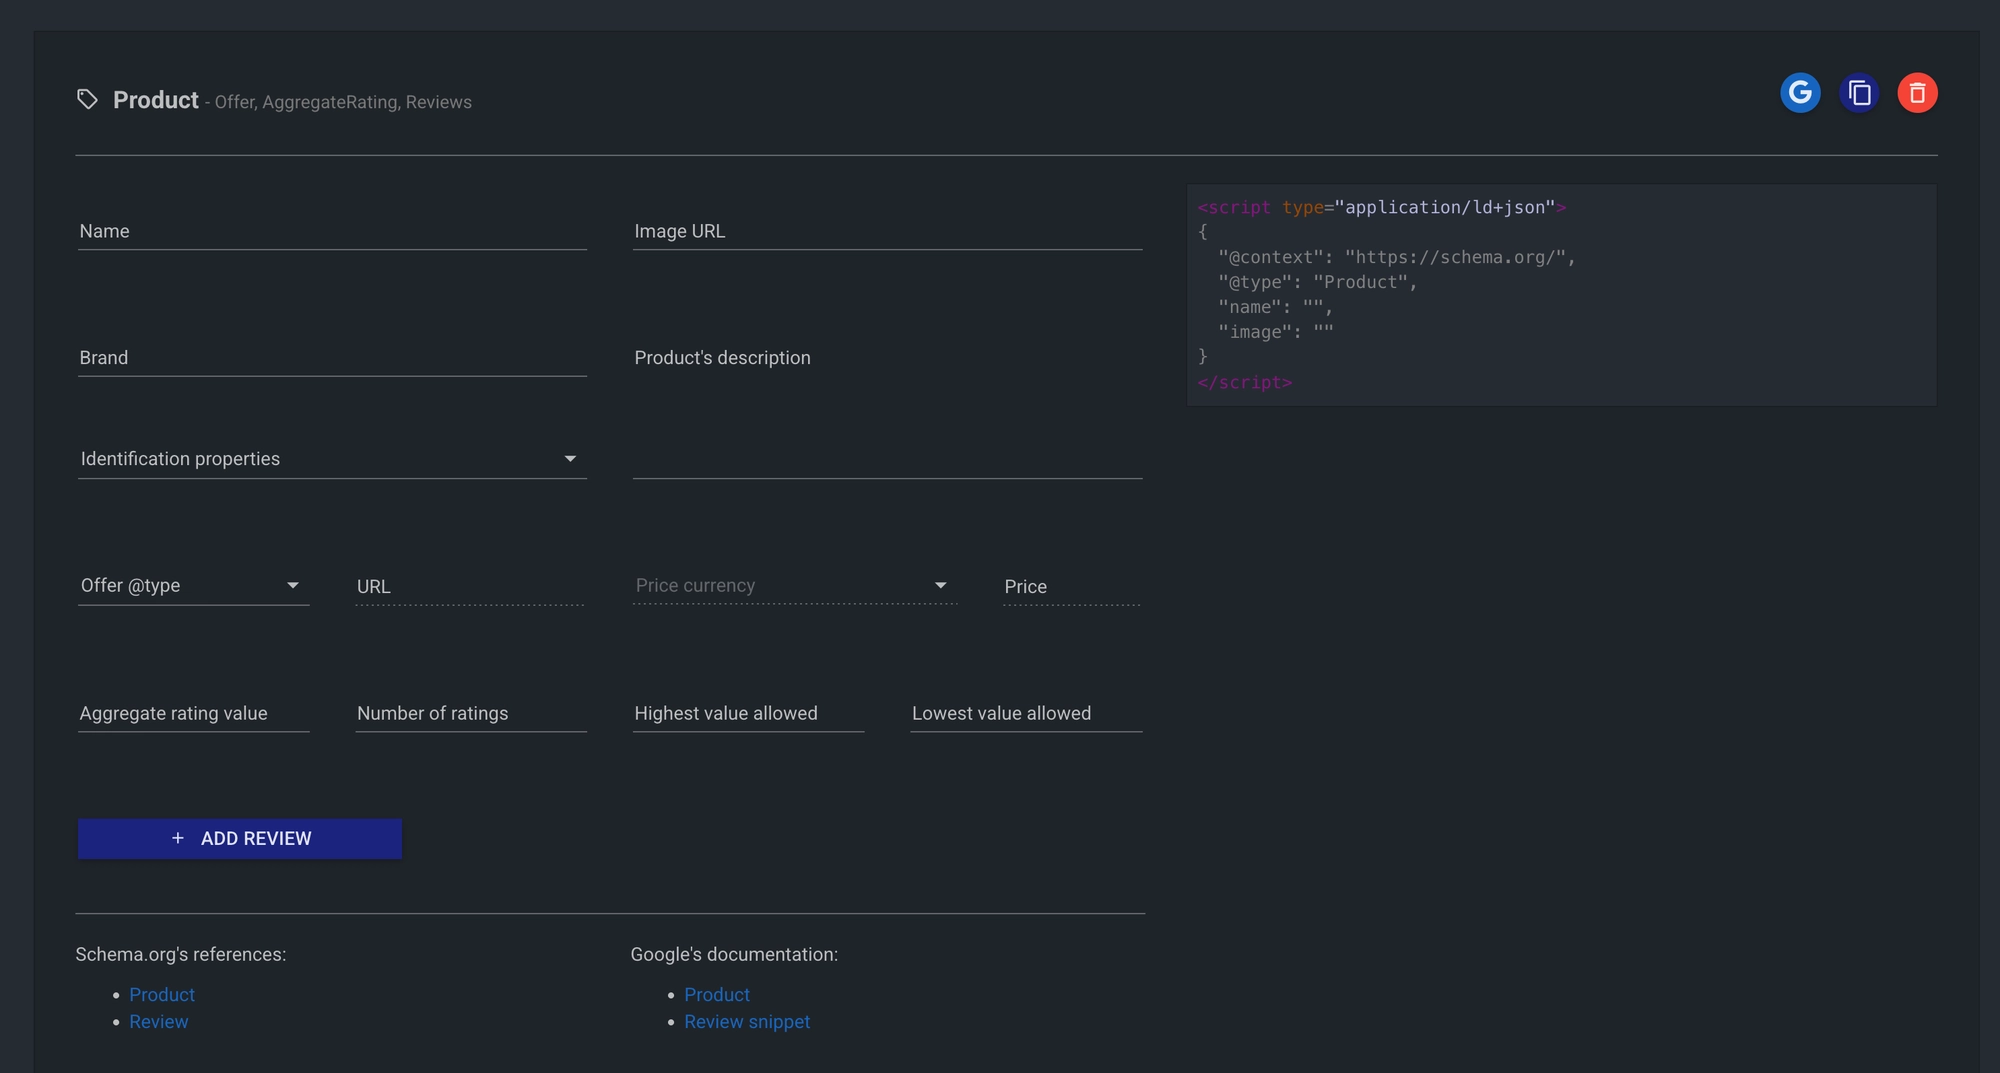 Product - Offer, AggregateRating, Reviews
G
Name
Image URL
Brand
Product's description
Identification properties
Offer @type
URL
Price currency
Price
Aggregate rating value
Number of ratings
Highest value allowed
Lowest value allowed
+ ADD REVIEW
Schema.org's references:
• Product
• Review
Google's documentation:
• Product
• Review snippet
<script type="application/ld+json">
{
  "@context": "https://schema.org/",
  "@type": "Product",
  "name": "",
  "image": ""
}
</script>